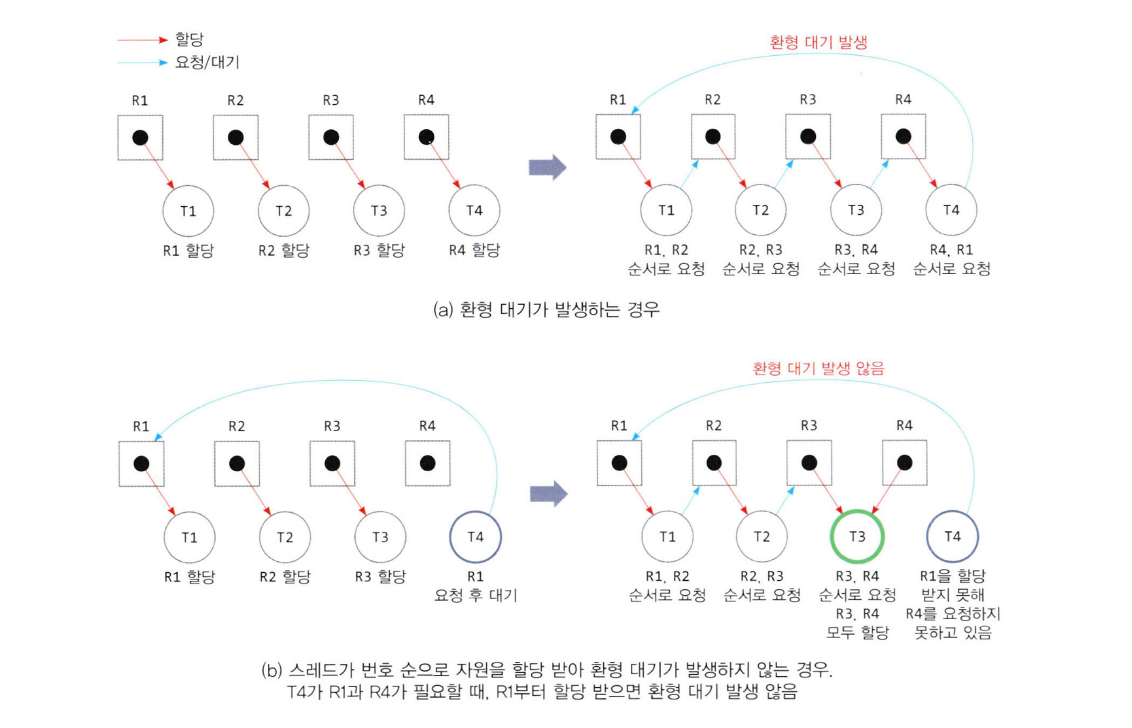 할당
요청/대기
R1 R2 R3 R4
T1 T2 T3 T4
R1 할당 R2 할당 R3 할당 R4 할당
환형 대기 발생
R1 R2 R3 R4
T1 T2 T3 T4
R1, R2 R2, R3 R3, R4 R4, R1
순서로 요청 순서로 요청 순서로 요청 순서로 요청
(a) 환형 대기가 발생하는 경우
R1 R2 R3 R4
T1 T2 T3 T4
R1 할당 R2 할당 R3 할당 R1
요청 후 대기
환형 대기 발생 않음
R1 R2 R3 R4
T1 T2 T3 T4
R1, R2 R2, R3 R3, R4 R1을 할당
순서로 요청 순서로 요청 순서로 요청 받지 못해
R3, R4 R4를 요청하지
모두 할당 못하고 있음
(b) 스레드가 번호 순으로 자원을 할당 받아 환형 대기가 발생하지 않는 경우.
T4가 R1과 R4가 필요할 때, R1부터 할당 받으면 환형 대기 발생 않음